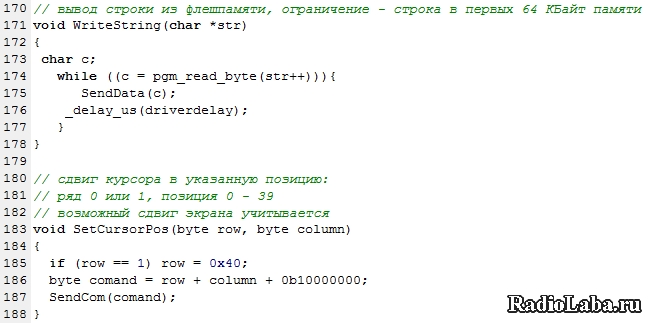 170 // вывод строки из флешпамяти, ограничение - строка в первых 64 КБайт памяти
171 void WriteString(char *str)
172 {
173  char c;
174    while ((c = pgm_read_byte(str++))){
175       SendData(c);
176     _delay_us(driverdelay);
177    }
178 }
179
180 // сдвиг курсора в указанную позицию:
181 // ряд 0 или 1, позиция 0 - 39
182 // возможный сдвиг экрана учитывается
183 void SetCursorPos(byte row, byte column)
184 {
185   if (row == 1) row = 0x40;
186   byte comand = row + column + 0b10000000;
187   SendCom(comand);
188 }
RadioLaba.ru